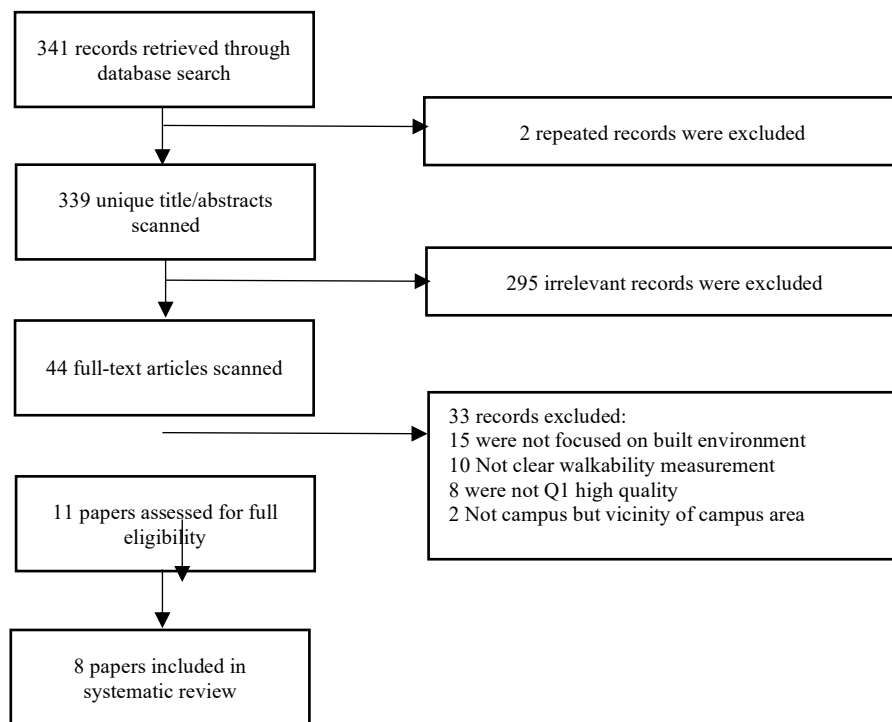 341 records retrieved through
database search
2 repeated records were excluded
339 unique title/abstracts
scanned
295 irrelevant records were excluded
44 full-text articles scanned
33 records excluded:
15 were not focused on built environment
10 Not clear walkability measurement
8 were not Q1 high quality
2 Not campus but vicinity of campus area
11 papers assessed for full
eligibility
8 papers included in
systematic review